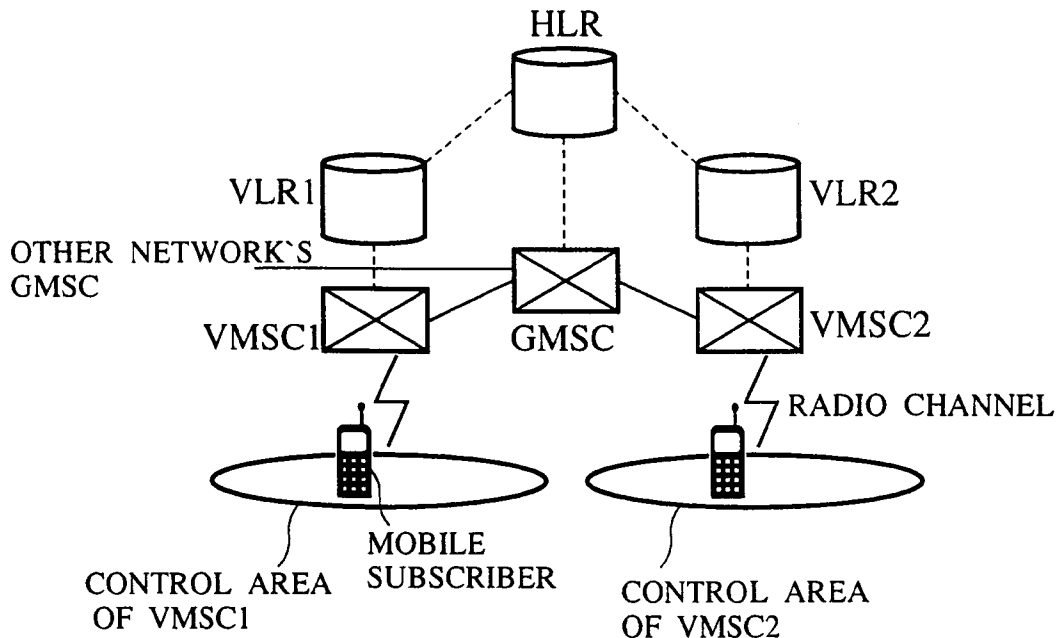 HLR
VLR1
VLR2
OTHER NETWORK`S
GMSC
VMSC1
GMSC
VMSC2
RADIO CHANNEL
MOBILE
SUBSCRIBER
CONTROL AREA
OF VMSC1
CONTROL AREA
OF VMSC2